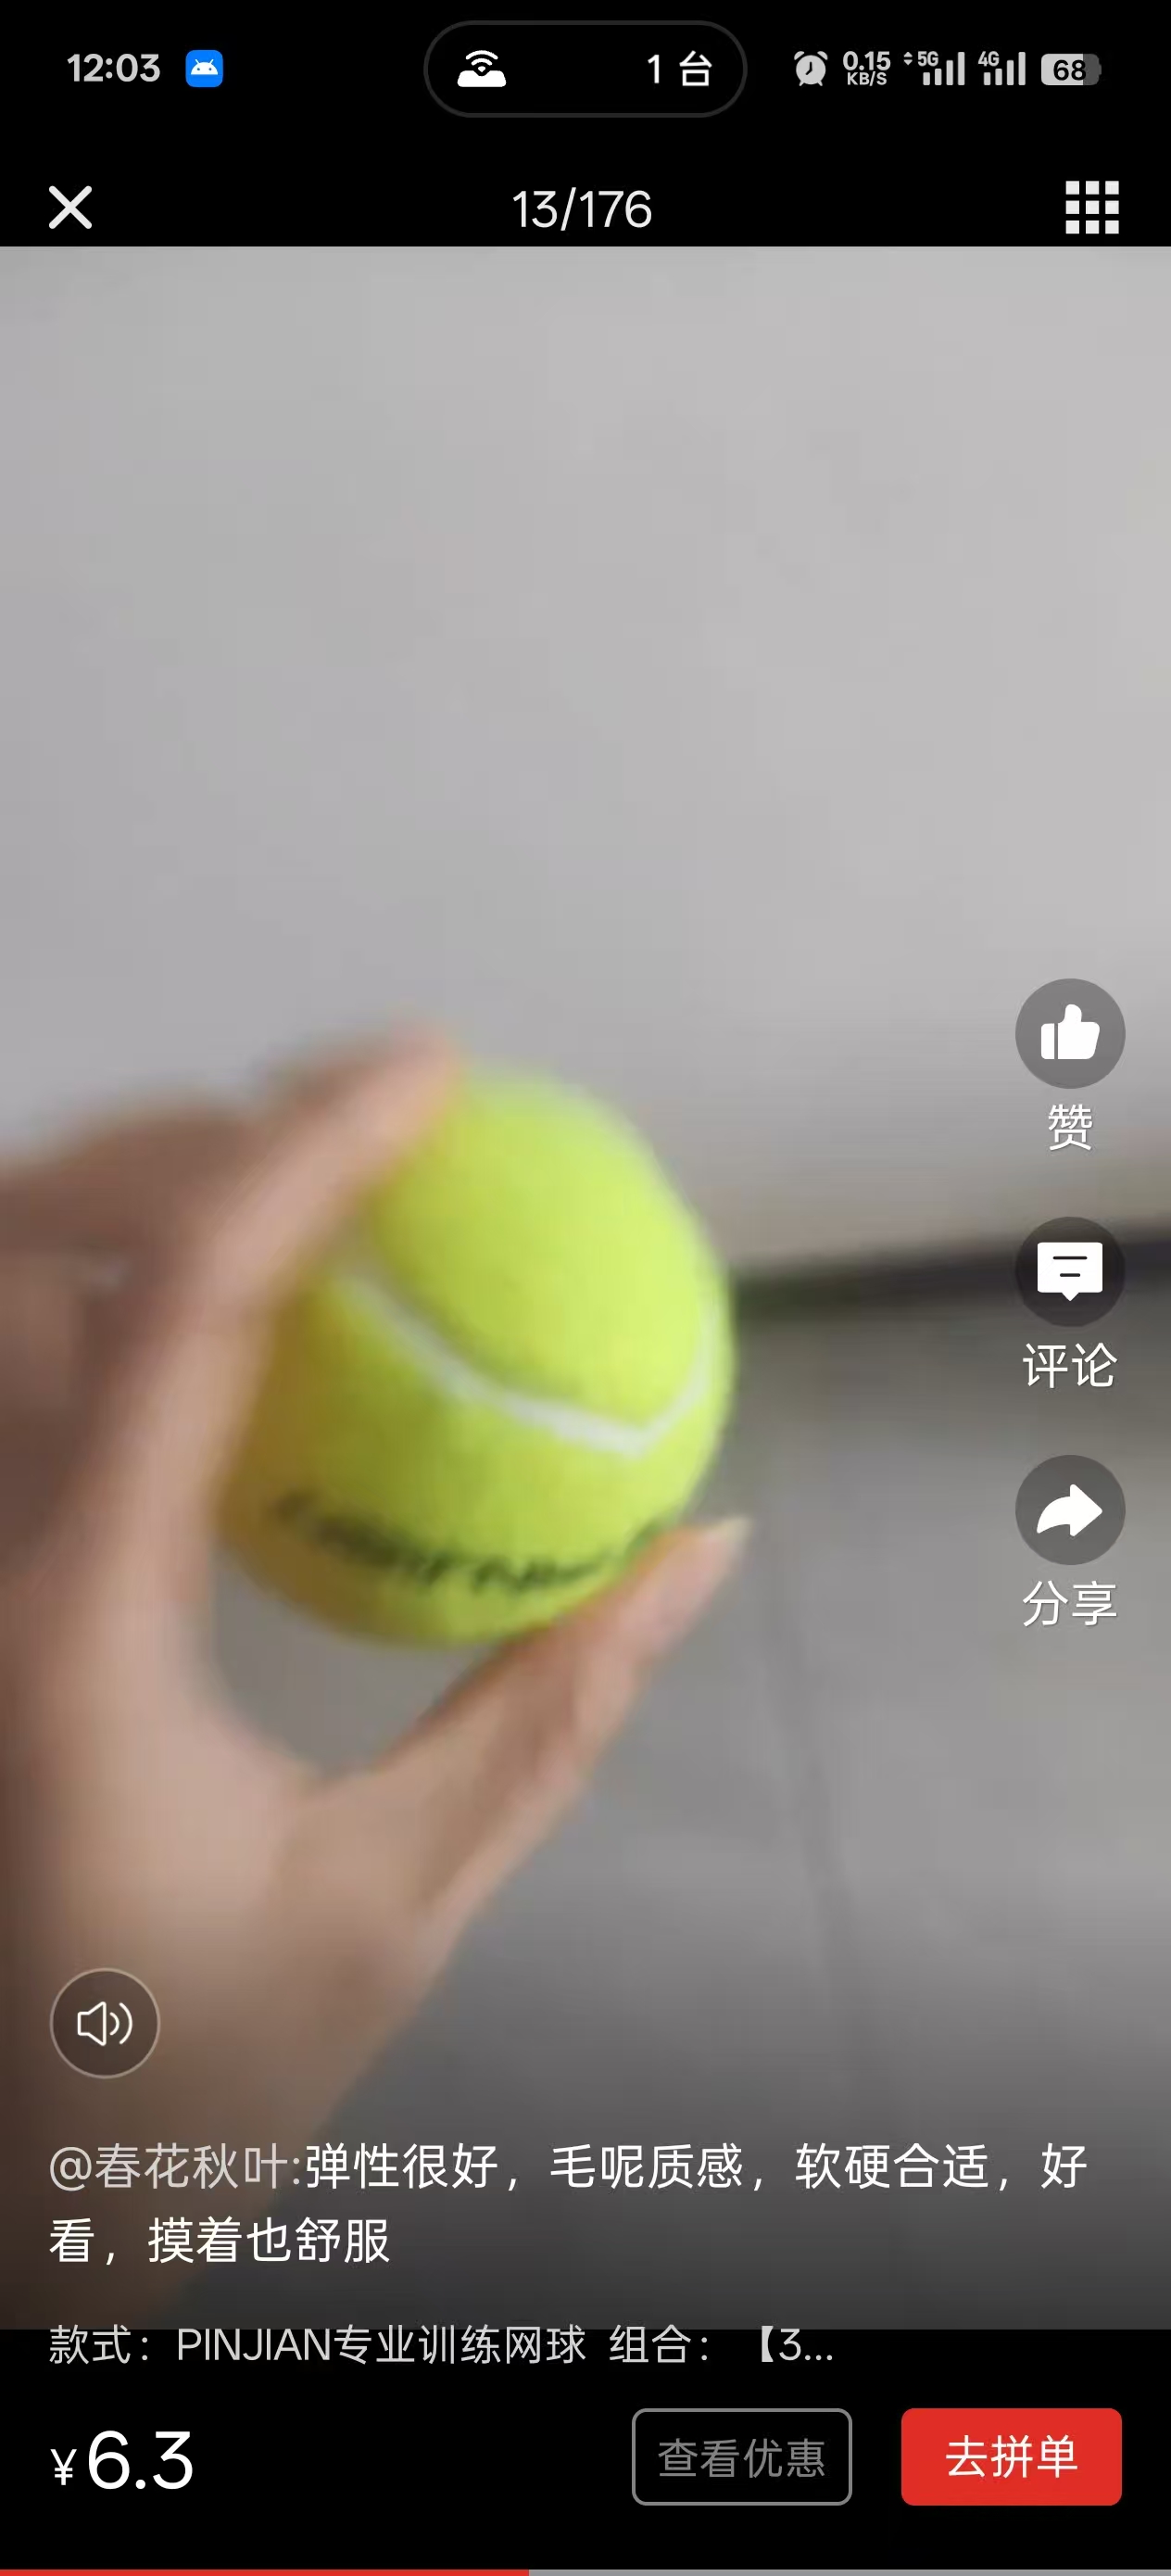 12:03
1 台
0.15
KB/S
5G
4G
68
13/176
赞
评论
分享
@春花秋叶:弹性很好，毛呢质感，软硬合适，好
看，摸着也舒服
款式：PINJIAN专业训练网球 组合：【3...
¥6.3
查看优惠
去拼单